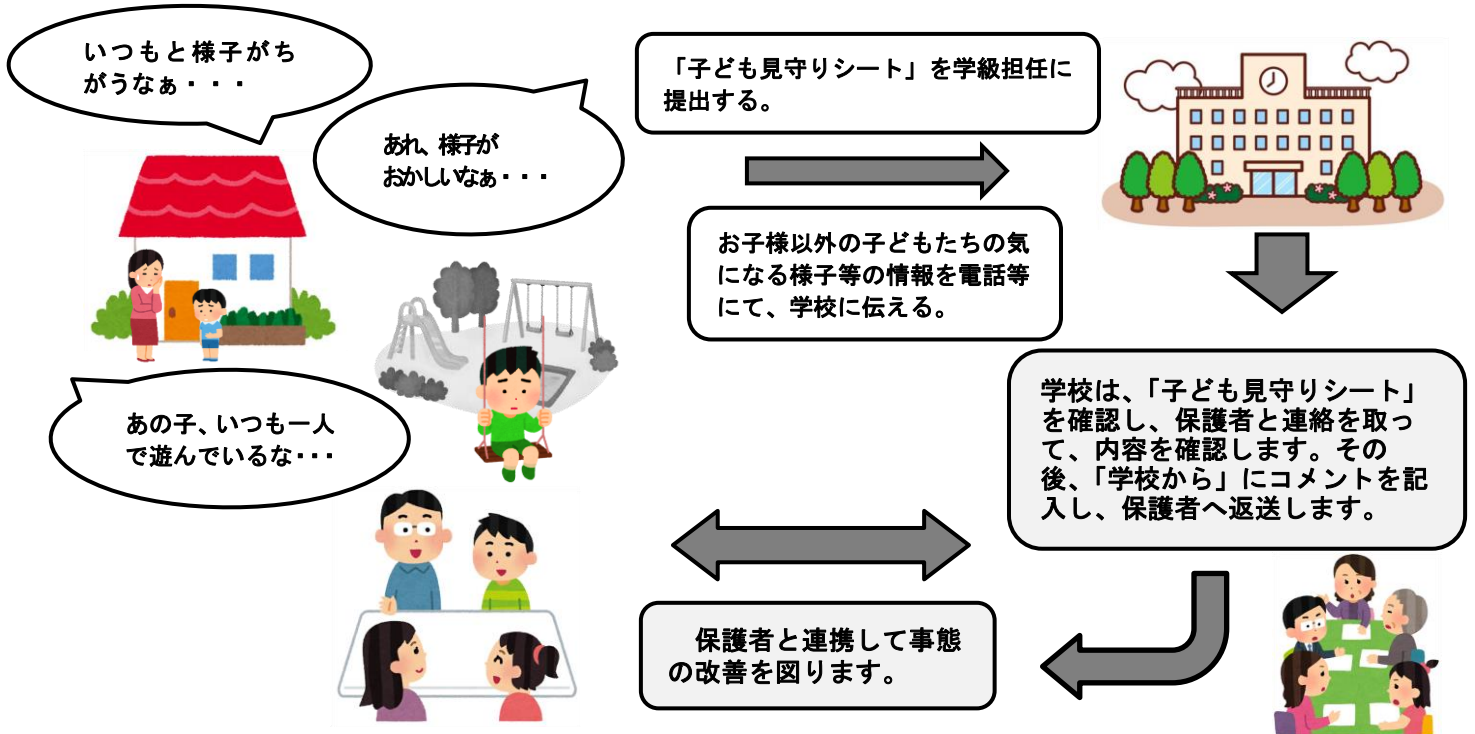 いつもと様子がち
がうなぁ・・・
あれ、様子が
おかしいなぁ・・・
あの子、いつも一人
で遊んでいるな・・・
「子ども見守りシート」を学級担任に
提出する。
お子様以外の子どもたちの気
になる様子等の情報を電話等
にて、学校に伝える。
学校は、「子ども見守りシート」
を確認し、保護者と連絡を取っ
て、内容を確認します。その
後、「学校から」にコメントを記
入し、保護者へ返送します。
保護者と連携して事態
の改善を図ります。